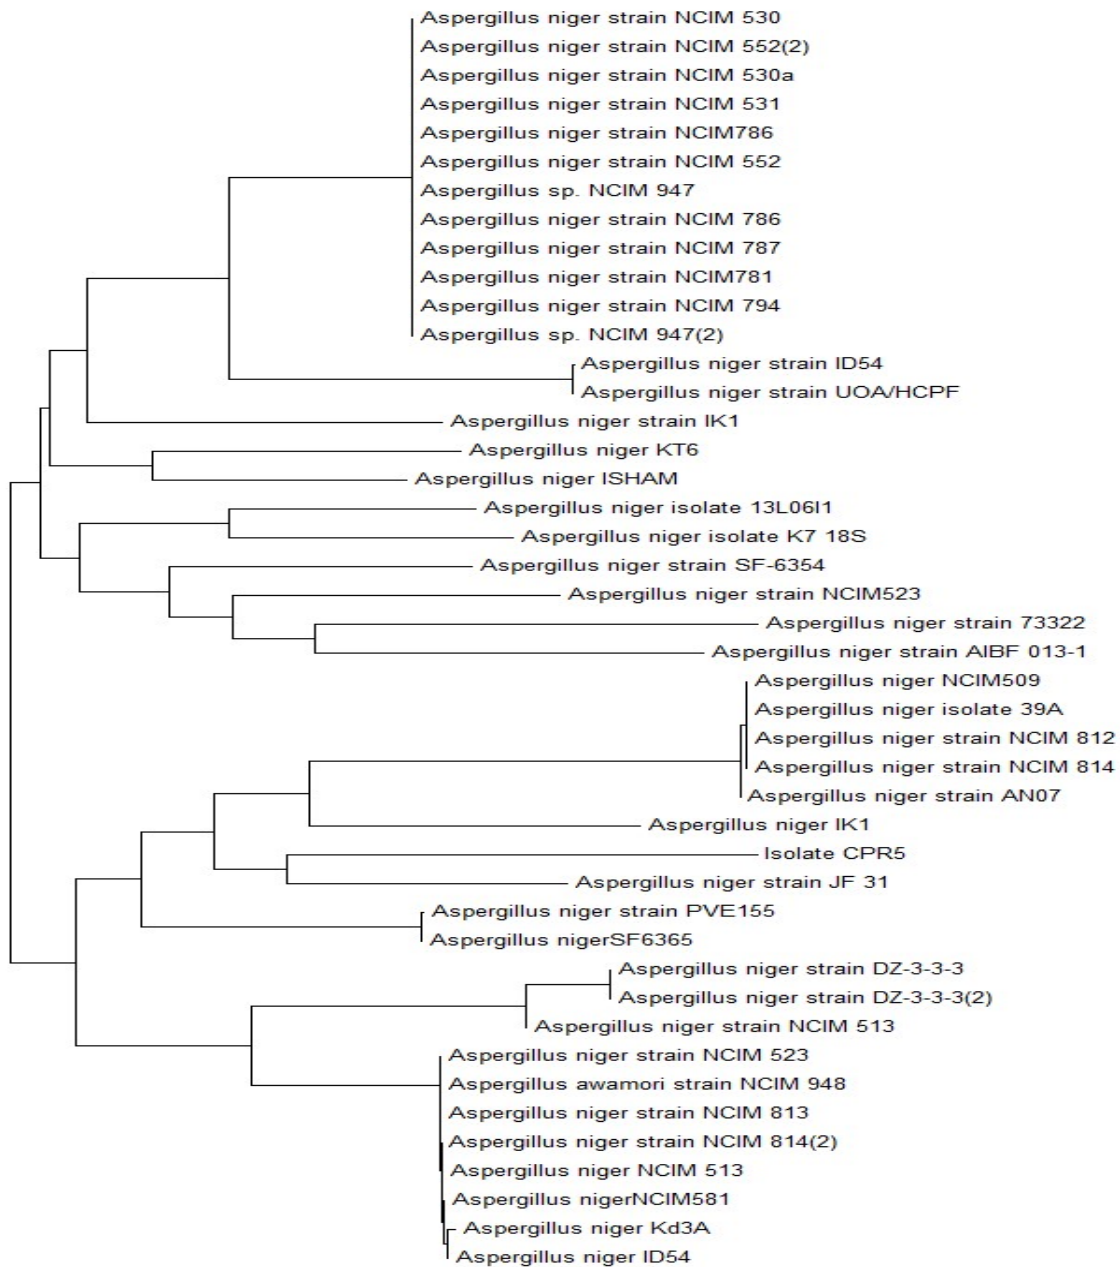 Aspergillus niger strain NCIM 530
Aspergillus niger strain NCIM 552(2)
Aspergillus niger strain NCIM 530a
Aspergillus niger strain NCIM 531
Aspergillus niger strain NCIM786
Aspergillus niger strain NCIM 552
Aspergillus sp. NCIM 947
Aspergillus niger strain NCIM 786
Aspergillus niger strain NCIM 787
Aspergillus niger strain NCIM781
Aspergillus niger strain NCIM 794
Aspergillus sp. NCIM 947(2)
Aspergillus niger strain ID54
Aspergillus niger strain UOA/HCPF
Aspergillus niger strain IK1
Aspergillus niger KT6
Aspergillus niger ISHAM
Aspergillus niger isolate 13L06I1
Aspergillus niger isolate K7 18S
Aspergillus niger strain SF-6354
Aspergillus niger strain NCIM523
Aspergillus niger strain 73322
Aspergillus niger strain AIBF 013-1
Aspergillus niger NCIM509
Aspergillus niger isolate 39A
Aspergillus niger strain NCIM 812
Aspergillus niger strain NCIM 814
Aspergillus niger strain AN07
Aspergillus niger IK1
Isolate CPR5
Aspergillus niger strain JF 31
Aspergillus niger strain PVE155
Aspergillus nigerSF6365
Aspergillus niger strain DZ-3-3-3
Aspergillus niger strain DZ-3-3-3(2)
Aspergillus niger strain NCIM 513
Aspergillus niger strain NCIM 523
Aspergillus awamori strain NCIM 948
Aspergillus niger strain NCIM 813
Aspergillus niger strain NCIM 814(2)
Aspergillus niger NCIM 513
Aspergillus nigerNCIM581
Aspergillus niger Kd3A
Aspergillus niger ID54